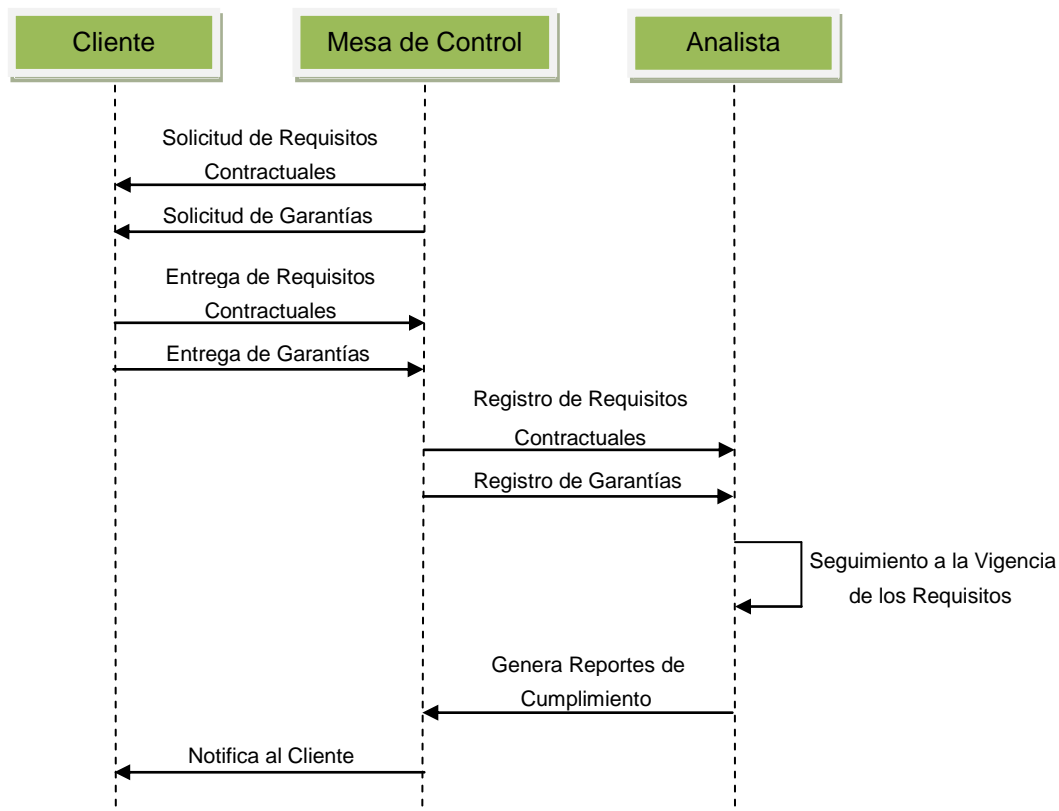 Cliente
Mesa de Control
Analista
Solicitud de Requisitos
Contractuales
Solicitud de Garantías
Entrega de Requisitos
Contractuales
Entrega de Garantías
Registro de Requisitos
Contractuales
Registro de Garantías
Seguimiento a la Vigencia
de los Requisitos
Genera Reportes de
Cumplimiento
Notifica al Cliente